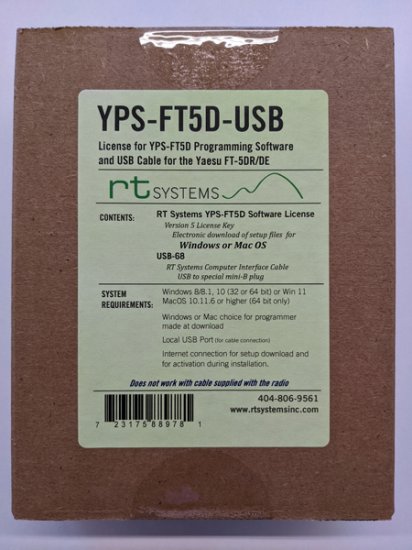 YPS-FT5D-USB
License for YPS-FT5D Programming Software
and USB Cable for the Yaesu FT-5DR/DE
rt SYSTEMS
CONTENTS: RT Systems YPS-FT5D Software License
Version 5 License Key
Electronic download of setup files for
Windows or Mac OS
USB-68
RT Systems Computer Interface Cable
USB to special mini-B plug
SYSTEM REQUIREMENTS: Windows 8/8.1, 10 (32 or 64 bit) or Win 11
MacOS 10.11.6 or higher (64 bit only)
Windows or Mac choice for programmer
made at download
Local USB Port (for cable connection)
Internet connection for setup download and
for activation during installation.
Does not work with cable supplied with the radio
7 23175 88978 1
404-806-9561
www.rtsystemsinc.com